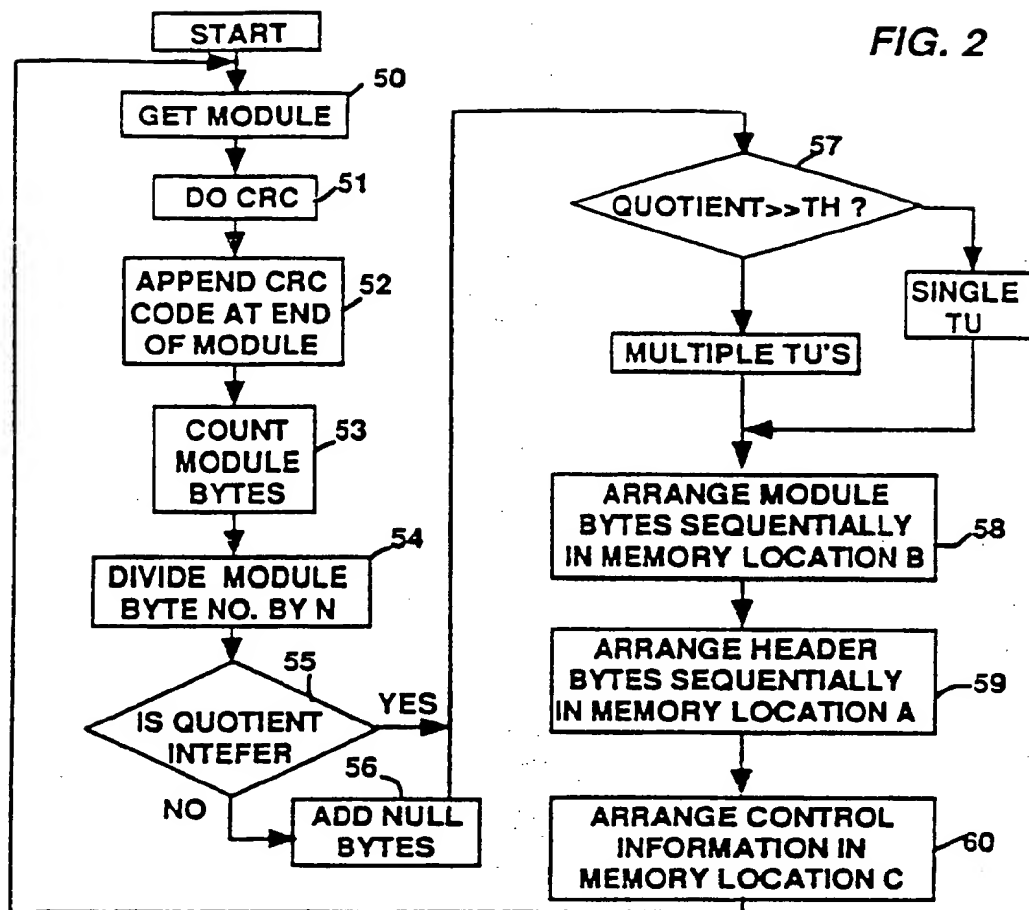 FIG. 2
START
50
GET MODULE
51
DO CRC
52
APPEND CRC
CODE AT END
OF MODULE
53
COUNT
MODULE
BYTES
54
DIVIDE MODULE
BYTE NO. BY N
55
IS QUOTIENT
INTEFER
YES
NO
56
ADD NULL
BYTES
57
QUOTIENT>>TH ?
SINGLE
TU
MULTIPLE TU'S
ARRANGE MODULE
BYTES SEQUENTIALLY
IN MEMORY LOCATION B
58
ARRANGE HEADER
BYTES SEQUENTIALLY
IN MEMORY LOCATION A
59
ARRANGE CONTROL
INFORMATION IN
MEMORY LOCATION C
60